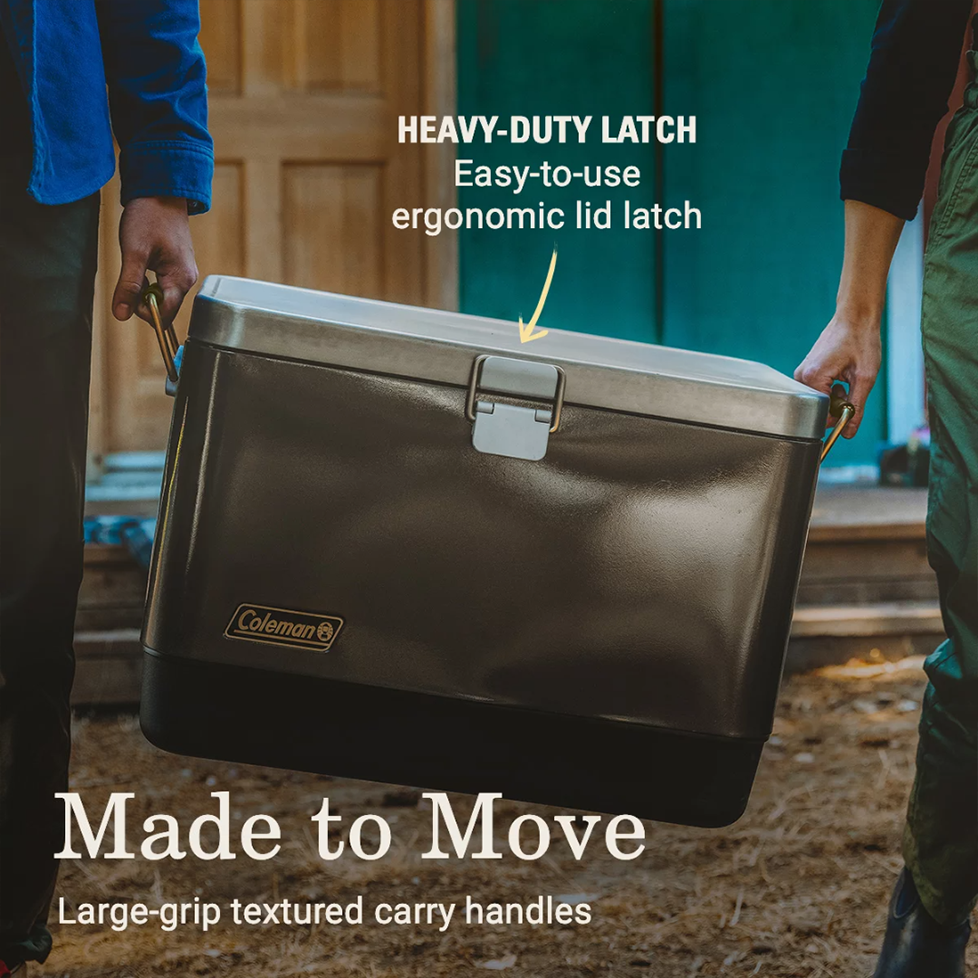 HEAVY-DUTY LATCH
Easy-to-use
ergonomic lid latch
Coleman
Made to Move
Large-grip textured carry handles